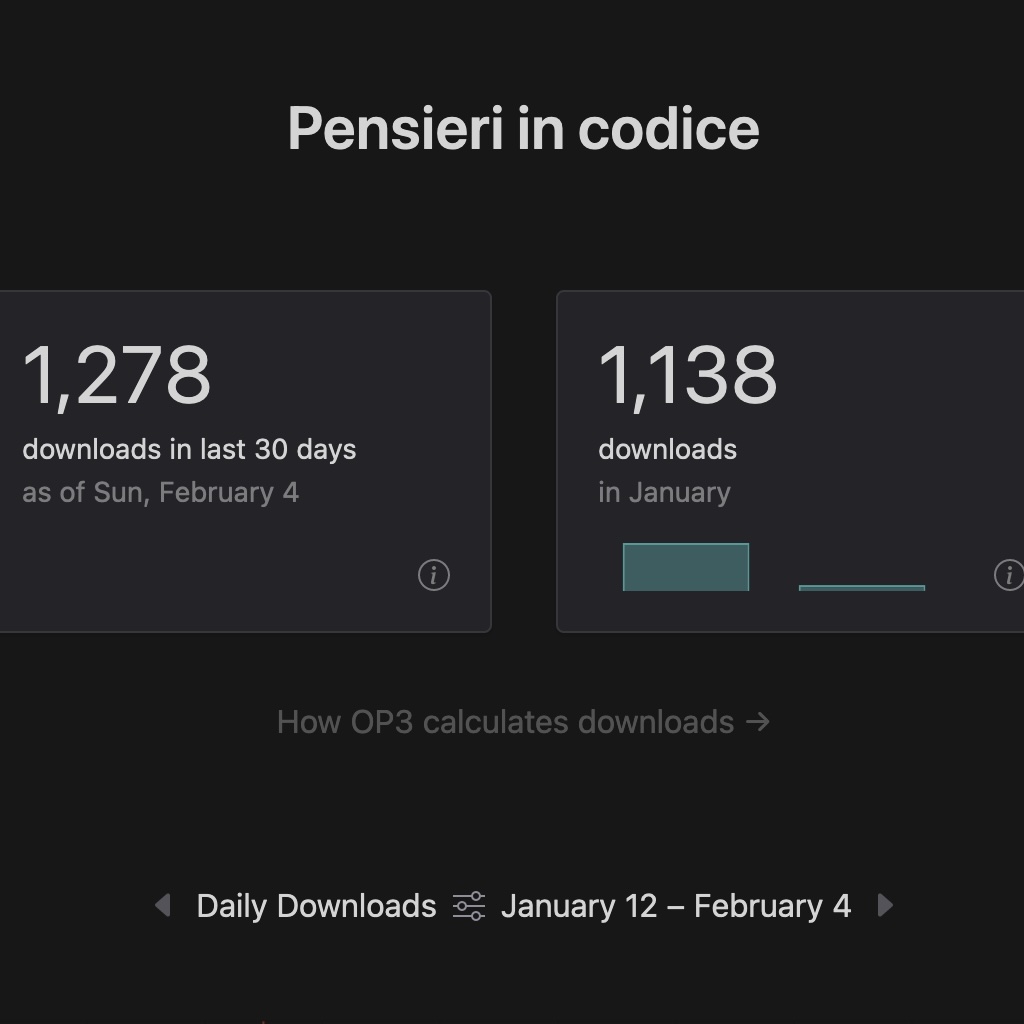 Pensieri in codice
1,278
downloads in last 30 days
as of Sun, February 4
1,138
downloads
in January
How OP3 calculates downloads →
Daily Downloads
January 12 – February 4